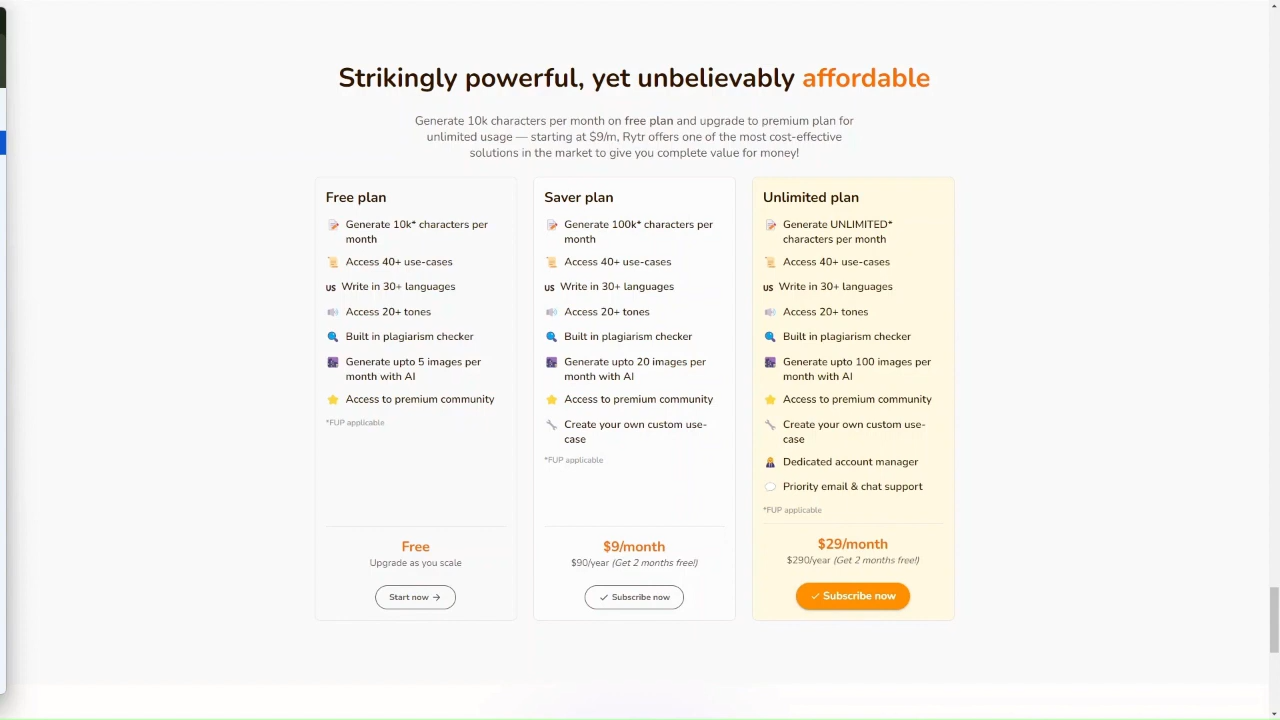 Strikingly powerful, yet unbelievably affordable
Generate 10k characters per month on free plan and upgrade to premium plan for
unlimited usage — starting at $9/m, Rytr offers one of the most cost-effective
solutions in the market to give you complete value for money!
Free plan
Generate 10k* characters per
month
Access 40+ use-cases
US Write in 30+ languages
Access 20+ tones
Built in plagiarism checker
Generate upto 5 images per
month with AI
Access to premium community
*FUP applicable
Free
Upgrade as you scale
Start now →
Saver plan
Generate 100k* characters per
month
Access 40+ use-cases
US Write in 30+ languages
Access 20+ tones
Built in plagiarism checker
Generate upto 20 images per
month with AI
Access to premium community
Create your own custom use-
case
*FUP applicable
$9/month
$90/year (Get 2 months free!)
✓ Subscribe now
Unlimited plan
Generate UNLIMITED*
characters per month
Access 40+ use-cases
US Write in 30+ languages
Access 20+ tones
Built in plagiarism checker
Generate upto 100 images per
month with AI
Access to premium community
Create your own custom use-
case
Dedicated account manager
Priority email & chat support
*FUP applicable
$29/month
$290/year (Get 2 months free!)
✓ Subscribe now